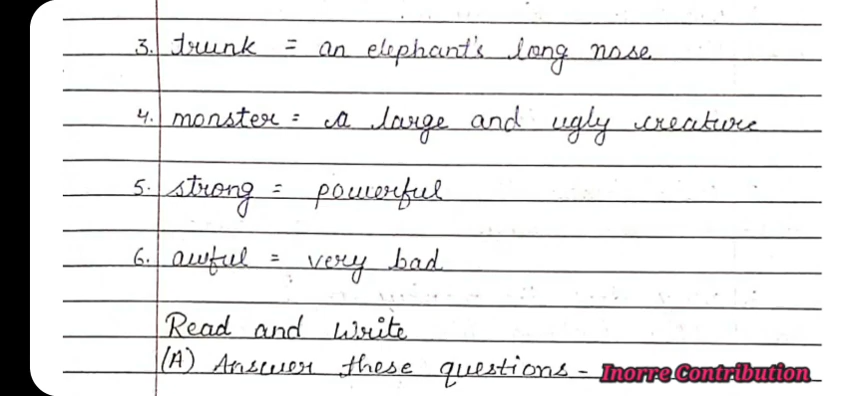 3. trunk = an elephant's long nose
4. monster = a large and ugly creature
5. strong = powerful
6. awful = very bad
Read and Write
(A) Answer these questions - Inorre Contribution